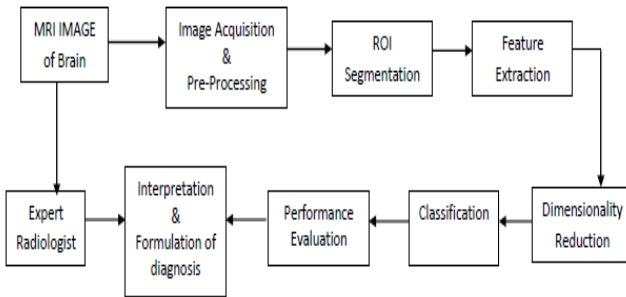 MRI IMAGE
of Brain
Image Acquisition
&
Pre-Processing
ROI
Segmentation
Feature
Extraction
Expert
Radiologist
Interpretation
&
Formulation of
diagnosis
Performance
Evaluation
Classification
Dimensionality
Reduction